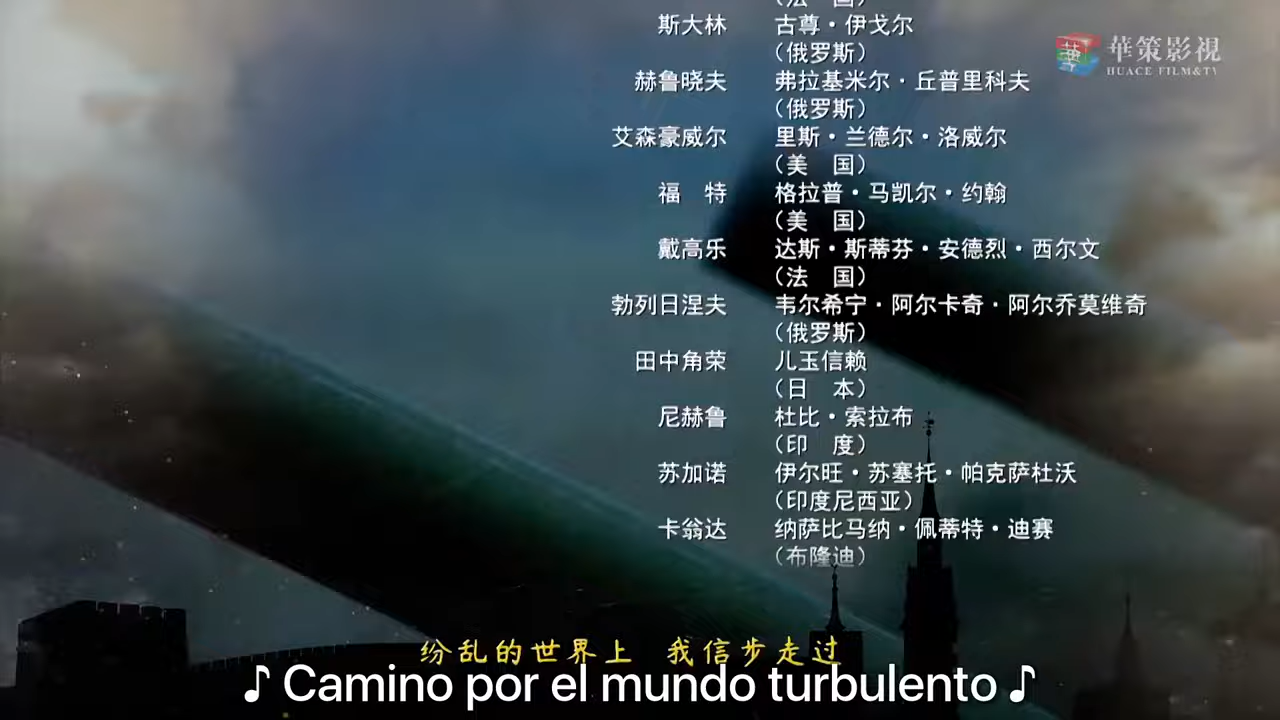 （法　国）
斯大林　古尊·伊戈尔
（俄罗斯）
赫鲁晓夫　弗拉基米尔·丘普里科夫
（俄罗斯）
艾森豪威尔　里斯·兰德尔·洛威尔
（美　国）
福　特　格拉普·马凯尔·约翰
（美　国）
戴高乐　达斯·斯蒂芬·安德烈·西尔文
（法　国）
勃列日涅夫　韦尔希宁·阿尔卡奇·阿尔乔莫维奇
（俄罗斯）
田中角荣　儿玉信赖
（日　本）
尼赫鲁　杜比·索拉布
（印　度）
苏加诺　伊尔旺·苏塞托·帕克萨杜沃
（印度尼西亚）
卡翁达　纳萨比马纳·佩蒂特·迪赛
（布隆迪）
華策影視
HUACE FILM&TV
纷乱的世界上　我信步走过
♪ Camino por el mundo turbulento ♪